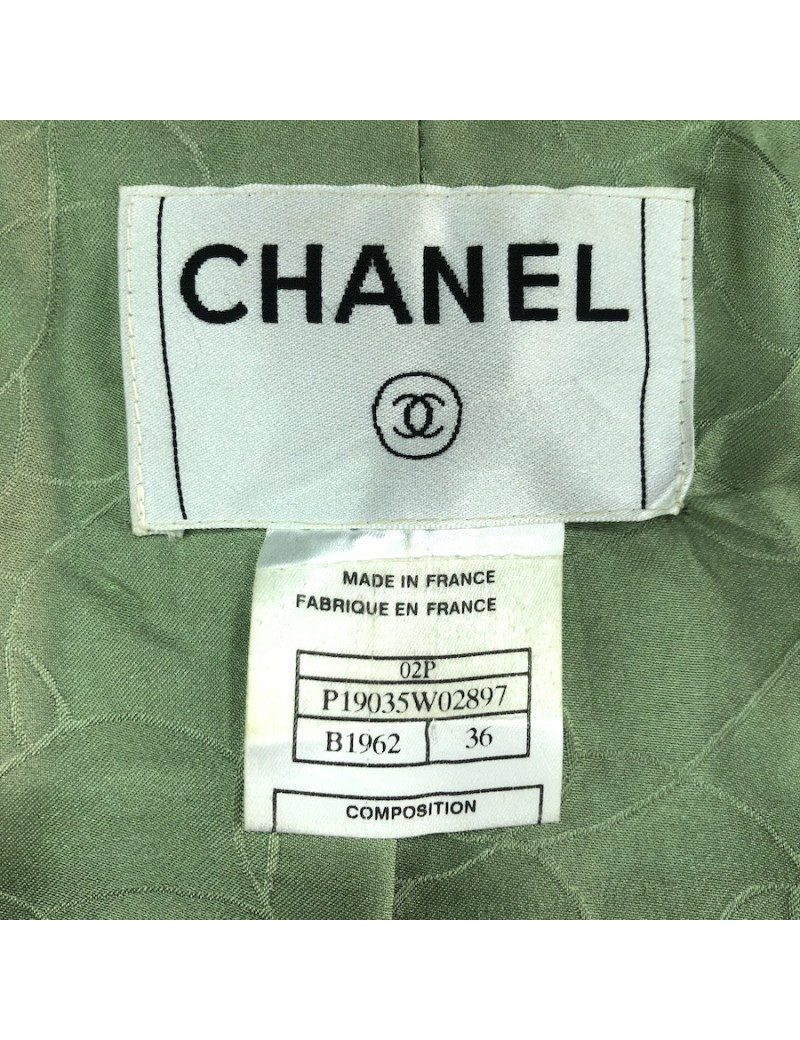 CHANEL
MADE IN FRANCE
FABRIQUE EN FRANCE
02P
P19035W02897
B1962 36
COMPOSITION